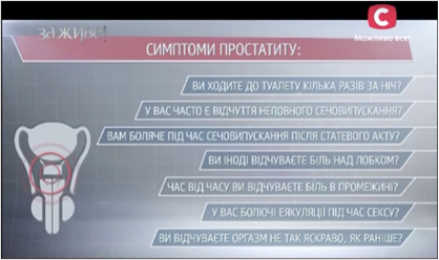 за живе!
С
Можливо все!
СИМПТОМИ ПРОСТАТИТУ:
ВИ ХОДИТЕ ДО ТУАЛЕТУ КІЛЬКА РАЗІВ ЗА НІЧ?
У ВАС ЧАСТО Є ВІДЧУТТЯ НЕПОВНОГО СЕЧОВИПУСКАННЯ?
ВАМ БОЛЯЧЕ ПІД ЧАС СЕЧОВИПУСКАННЯ ПІСЛЯ СТАТЕВОГО АКТУ?
ВИ ІНОДІ ВІДЧУВАЄТЕ БІЛЬ НАД ЛОБКОМ?
ЧАС ВІД ЧАСУ ВИ ВІДЧУВАЄТЕ БІЛЬ В ПРОМЕЖИНІ?
У ВАС БОЛЮЧІ ЕЯКУЛЯЦІЇ ПІД ЧАС СЕКСУ?
ВИ ВІДЧУВАЄТЕ ОРГАЗМ НЕ ТАК ЯСКРАВО, ЯК РАНІШЕ?